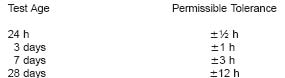 Test Age Permissible Tolerance
24 h ±½ h
3 days ±1 h
7 days ±3 h
28 days ±12 h